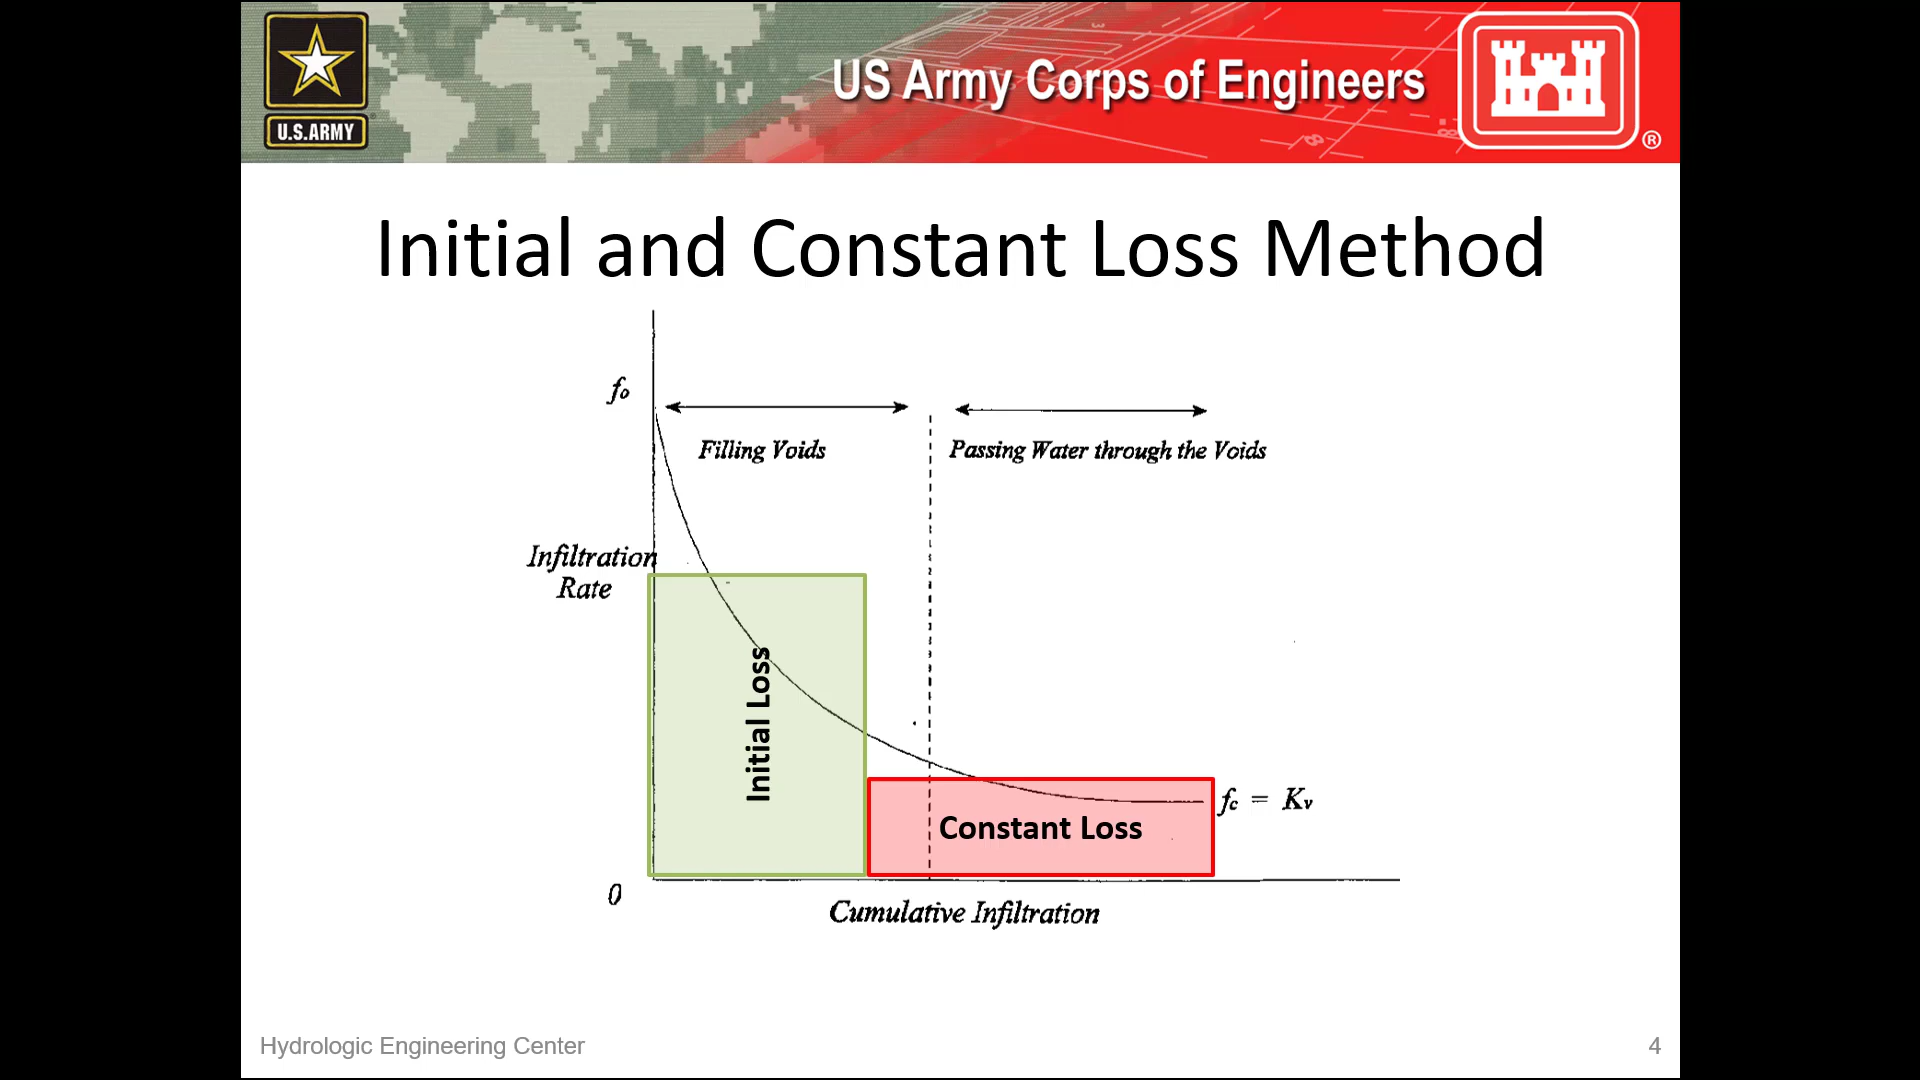 U.S.ARMY
US Army Corps of Engineers
®
Initial and Constant Loss Method
fo
Filling Voids
Passing Water through the Voids
Infiltration
Rate
Initial Loss
Constant Loss
fc = Kv
0
Cumulative Infiltration
Hydrologic Engineering Center
4